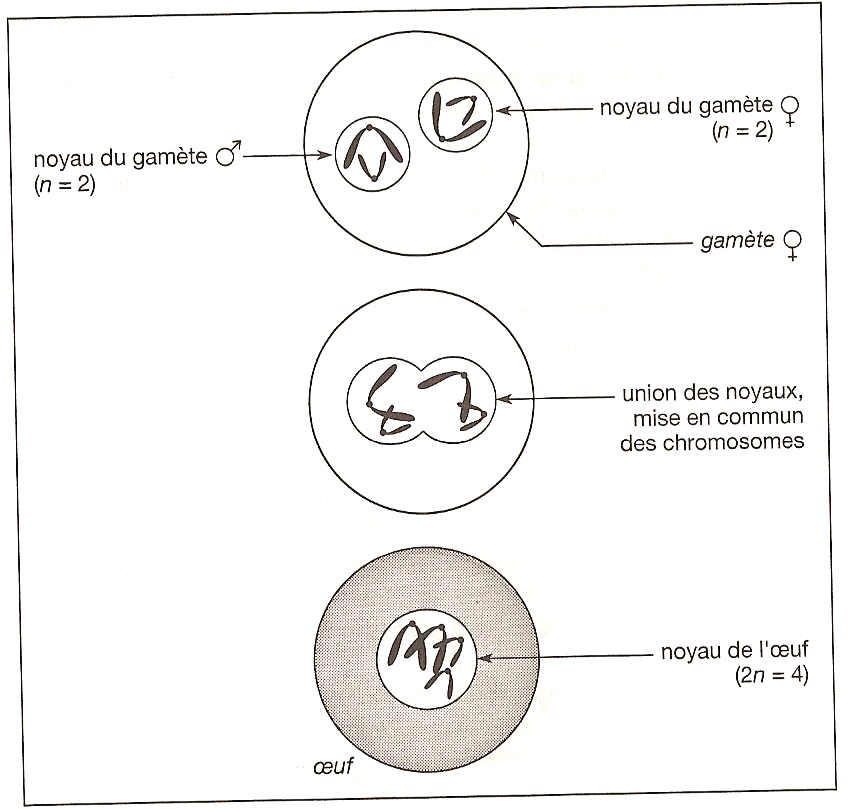 noyau du gamète ♀
(n = 2)
noyau du gamète ♂
(n = 2)
gamète ♀
union des noyaux,
mise en commun
des chromosomes
noyau de l'œuf
(2n = 4)
œuf